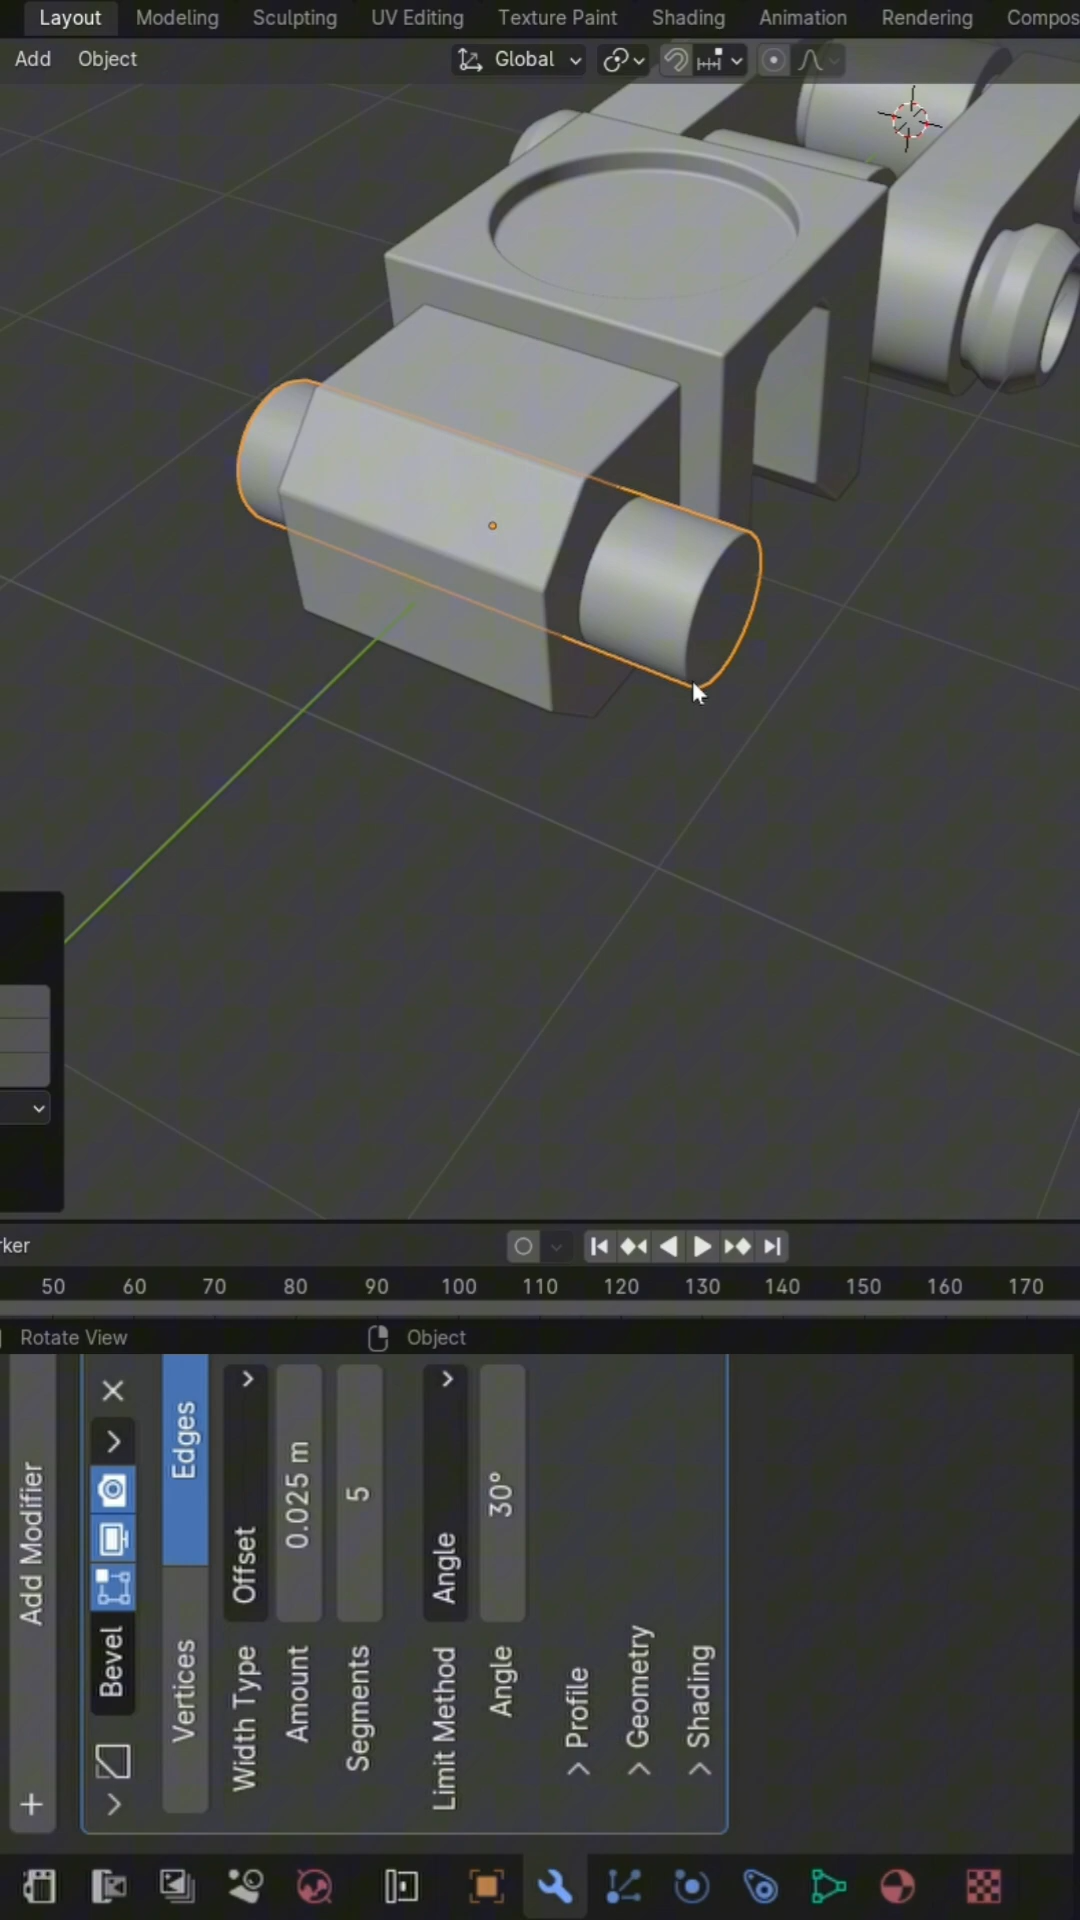 Layout Modeling Sculpting UV Editing Texture Paint Shading Animation Rendering Compos
Add Object Global
rker
50 60 70 80 90 100 110 120 130 140 150 160 170
Rotate View Object
Add Modifier
Bevel
Vertices Edges
Width Type Offset
Amount 0.025 m
Segments 5
Limit Method Angle
Angle 30°
Profile
Geometry
Shading